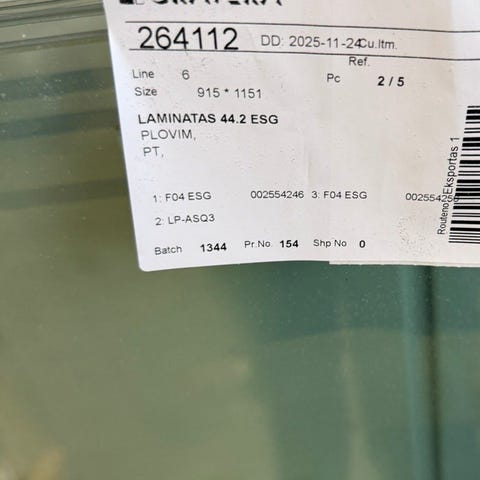 264112 DD: 2025-11-24 Cu.Itm.
Ref.
Line 6 Pc 2 / 5
Size 915 * 1151
LAMINATAS 44.2 ESG
PLOVIM,
PT,
1: F04 ESG 002554246 3: F04 ESG 002554250
2: LP-ASQ3
Batch 1344 Pr.No. 154 Shp No 0
Eksportas 1